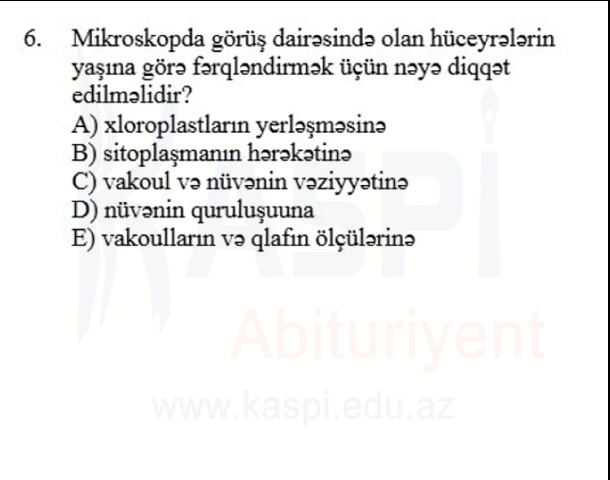 6. Mikroskopda görüş dairəsində olan hüceyrələrin
yaşına görə fərqləndirmək üçün nəyə diqqət
edilməlidir?
A) xloroplastların yerləşməsinə
B) sitoplaşmanın hərəkətinə
C) vakoul və nüvənin vəziyyətinə
D) nüvənin quruluşuuna
E) vakoulların və qlafın ölçülərinə
KASPİ
Abituriyent
www.kaspi.edu.az